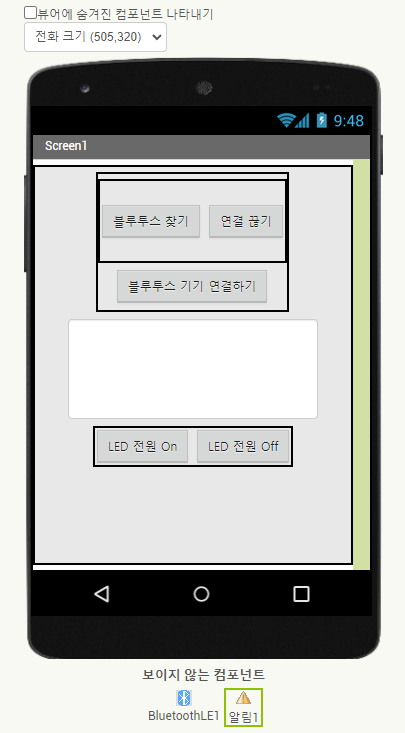 뷰어에 숨겨진 컴포넌트 나타내기
전화 크기 (505,320)
9:48
Screen1
블루투스 찾기 연결 끊기
블루투스 기기 연결하기
LED 전원 On LED 전원 Off
보이지 않는 컴포넌트
BluetoothLE1 알림1